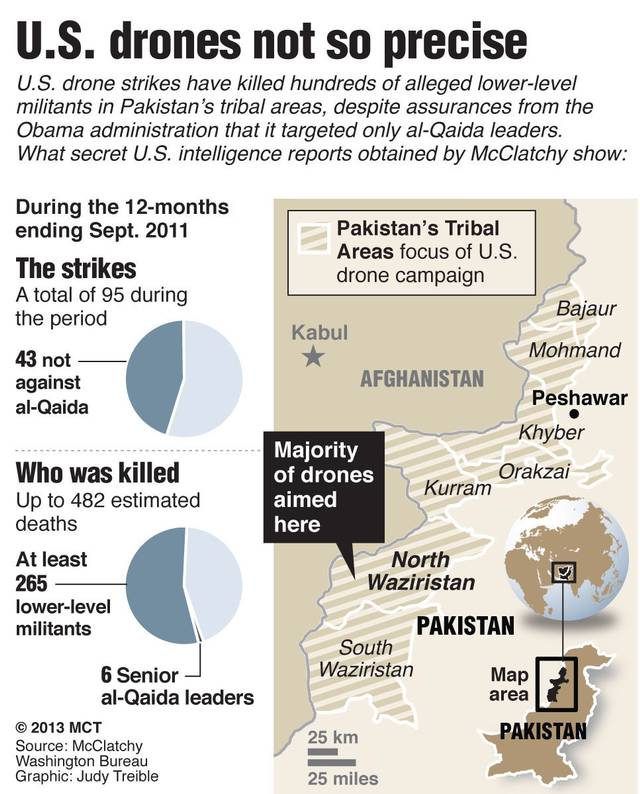 U.S. drones not so precise
U.S. drone strikes have killed hundreds of alleged lower-level
militants in Pakistan's tribal areas, despite assurances from the
Obama administration that it targeted only al-Qaida leaders.
What secret U.S. intelligence reports obtained by McClatchy show:
During the 12-months
ending Sept. 2011
The strikes
A total of 95 during
the period
43 not
against
al-Qaida
Who was killed
Up to 482 estimated
deaths
At least
265
lower-level
militants
6 Senior
al-Qaida leaders
© 2013 MCT
Source: McClatchy
Washington Bureau
Graphic: Judy Treible
Pakistan's Tribal
Areas focus of U.S.
drone campaign
Kabul
AFGHANISTAN
Bajaur
Mohmand
Peshawar
Khyber
Orakzai
Kurram
Majority
of drones
aimed
here
North
Waziristan
PAKISTAN
South
Waziristan
Map
area
PAKISTAN
25 km
25 miles